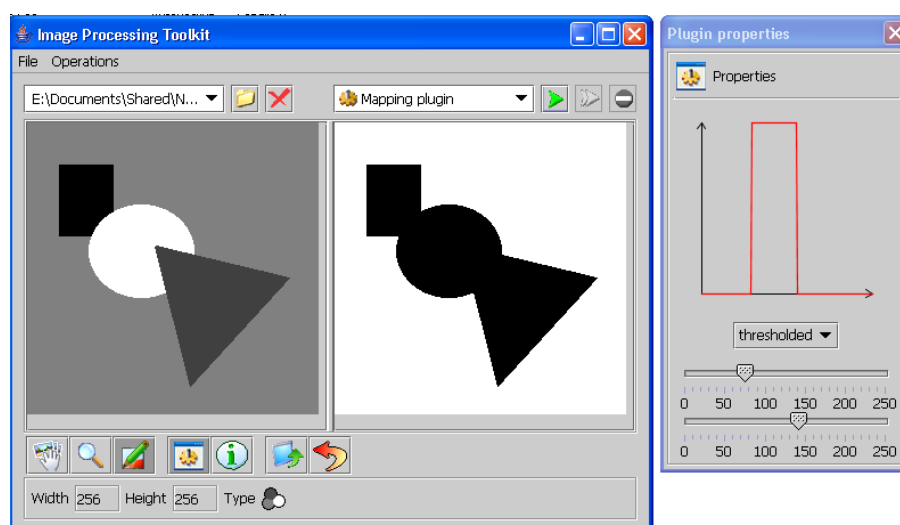 Image Processing Toolkit
File Operations
E:\Documents\Shared\N...
Mapping plugin
Width 256 Height 256 Type
Plugin properties
Properties
thresholded
0 50 100 150 200 250
0 50 100 150 200 250